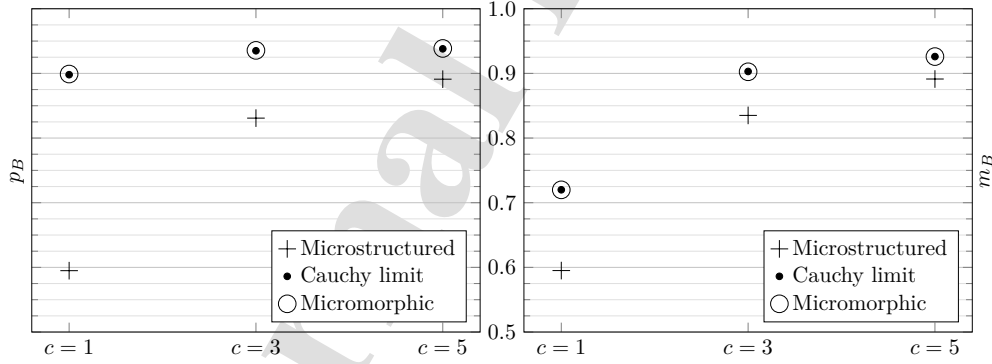 1.0
0.9
0.8
0.7
0.6
0.5
p_B
m_B
Microstructured
Cauchy limit
Micromorphic
Microstructured
Cauchy limit
Micromorphic
c = 1 c = 3 c = 5 c = 1 c = 3 c = 5